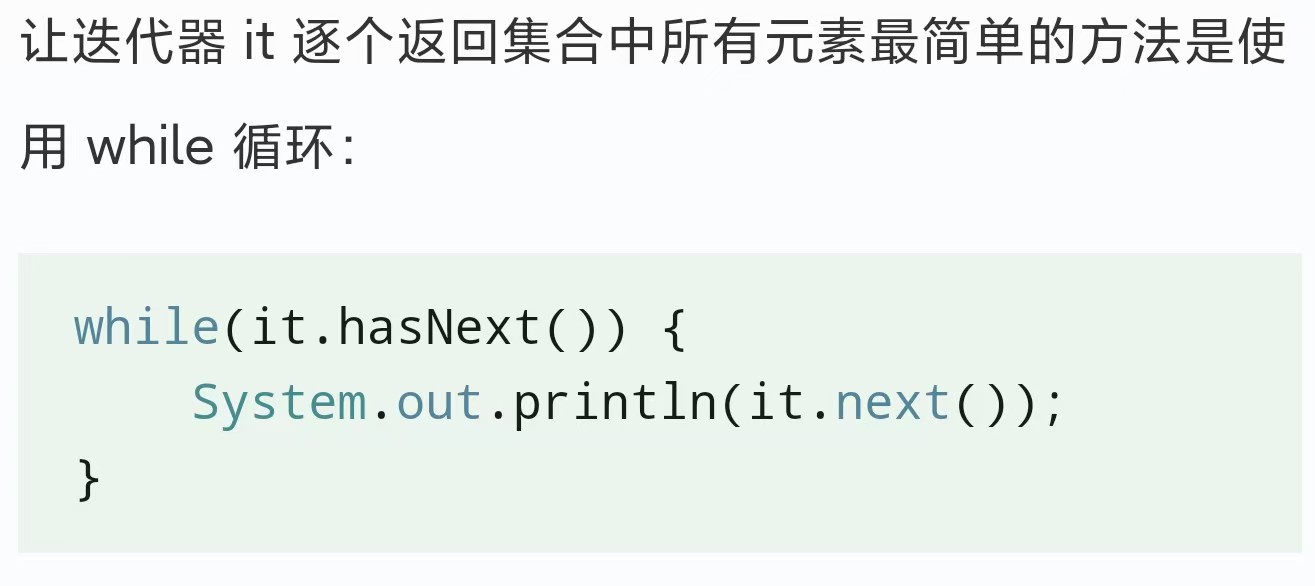 让迭代器 it 逐个返回集合中所有元素最简单的方法是使
用 while 循环：
while(it.hasNext()) {
    System.out.println(it.next());
}